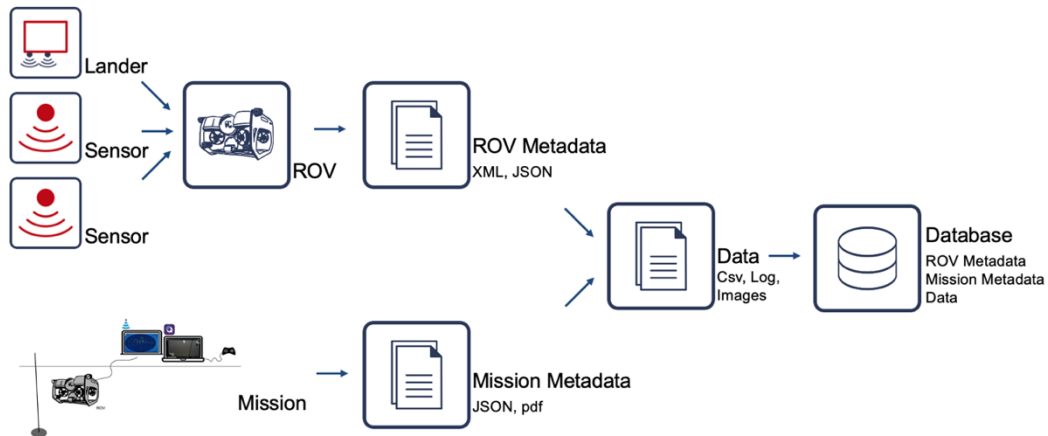 Lander
Sensor
Sensor
ROV
ROV Metadata
XML, JSON
Data
Csv, Log,
Images
Database
ROV Metadata
Mission Metadata
Data
ROV
Mission
Mission Metadata
JSON, pdf